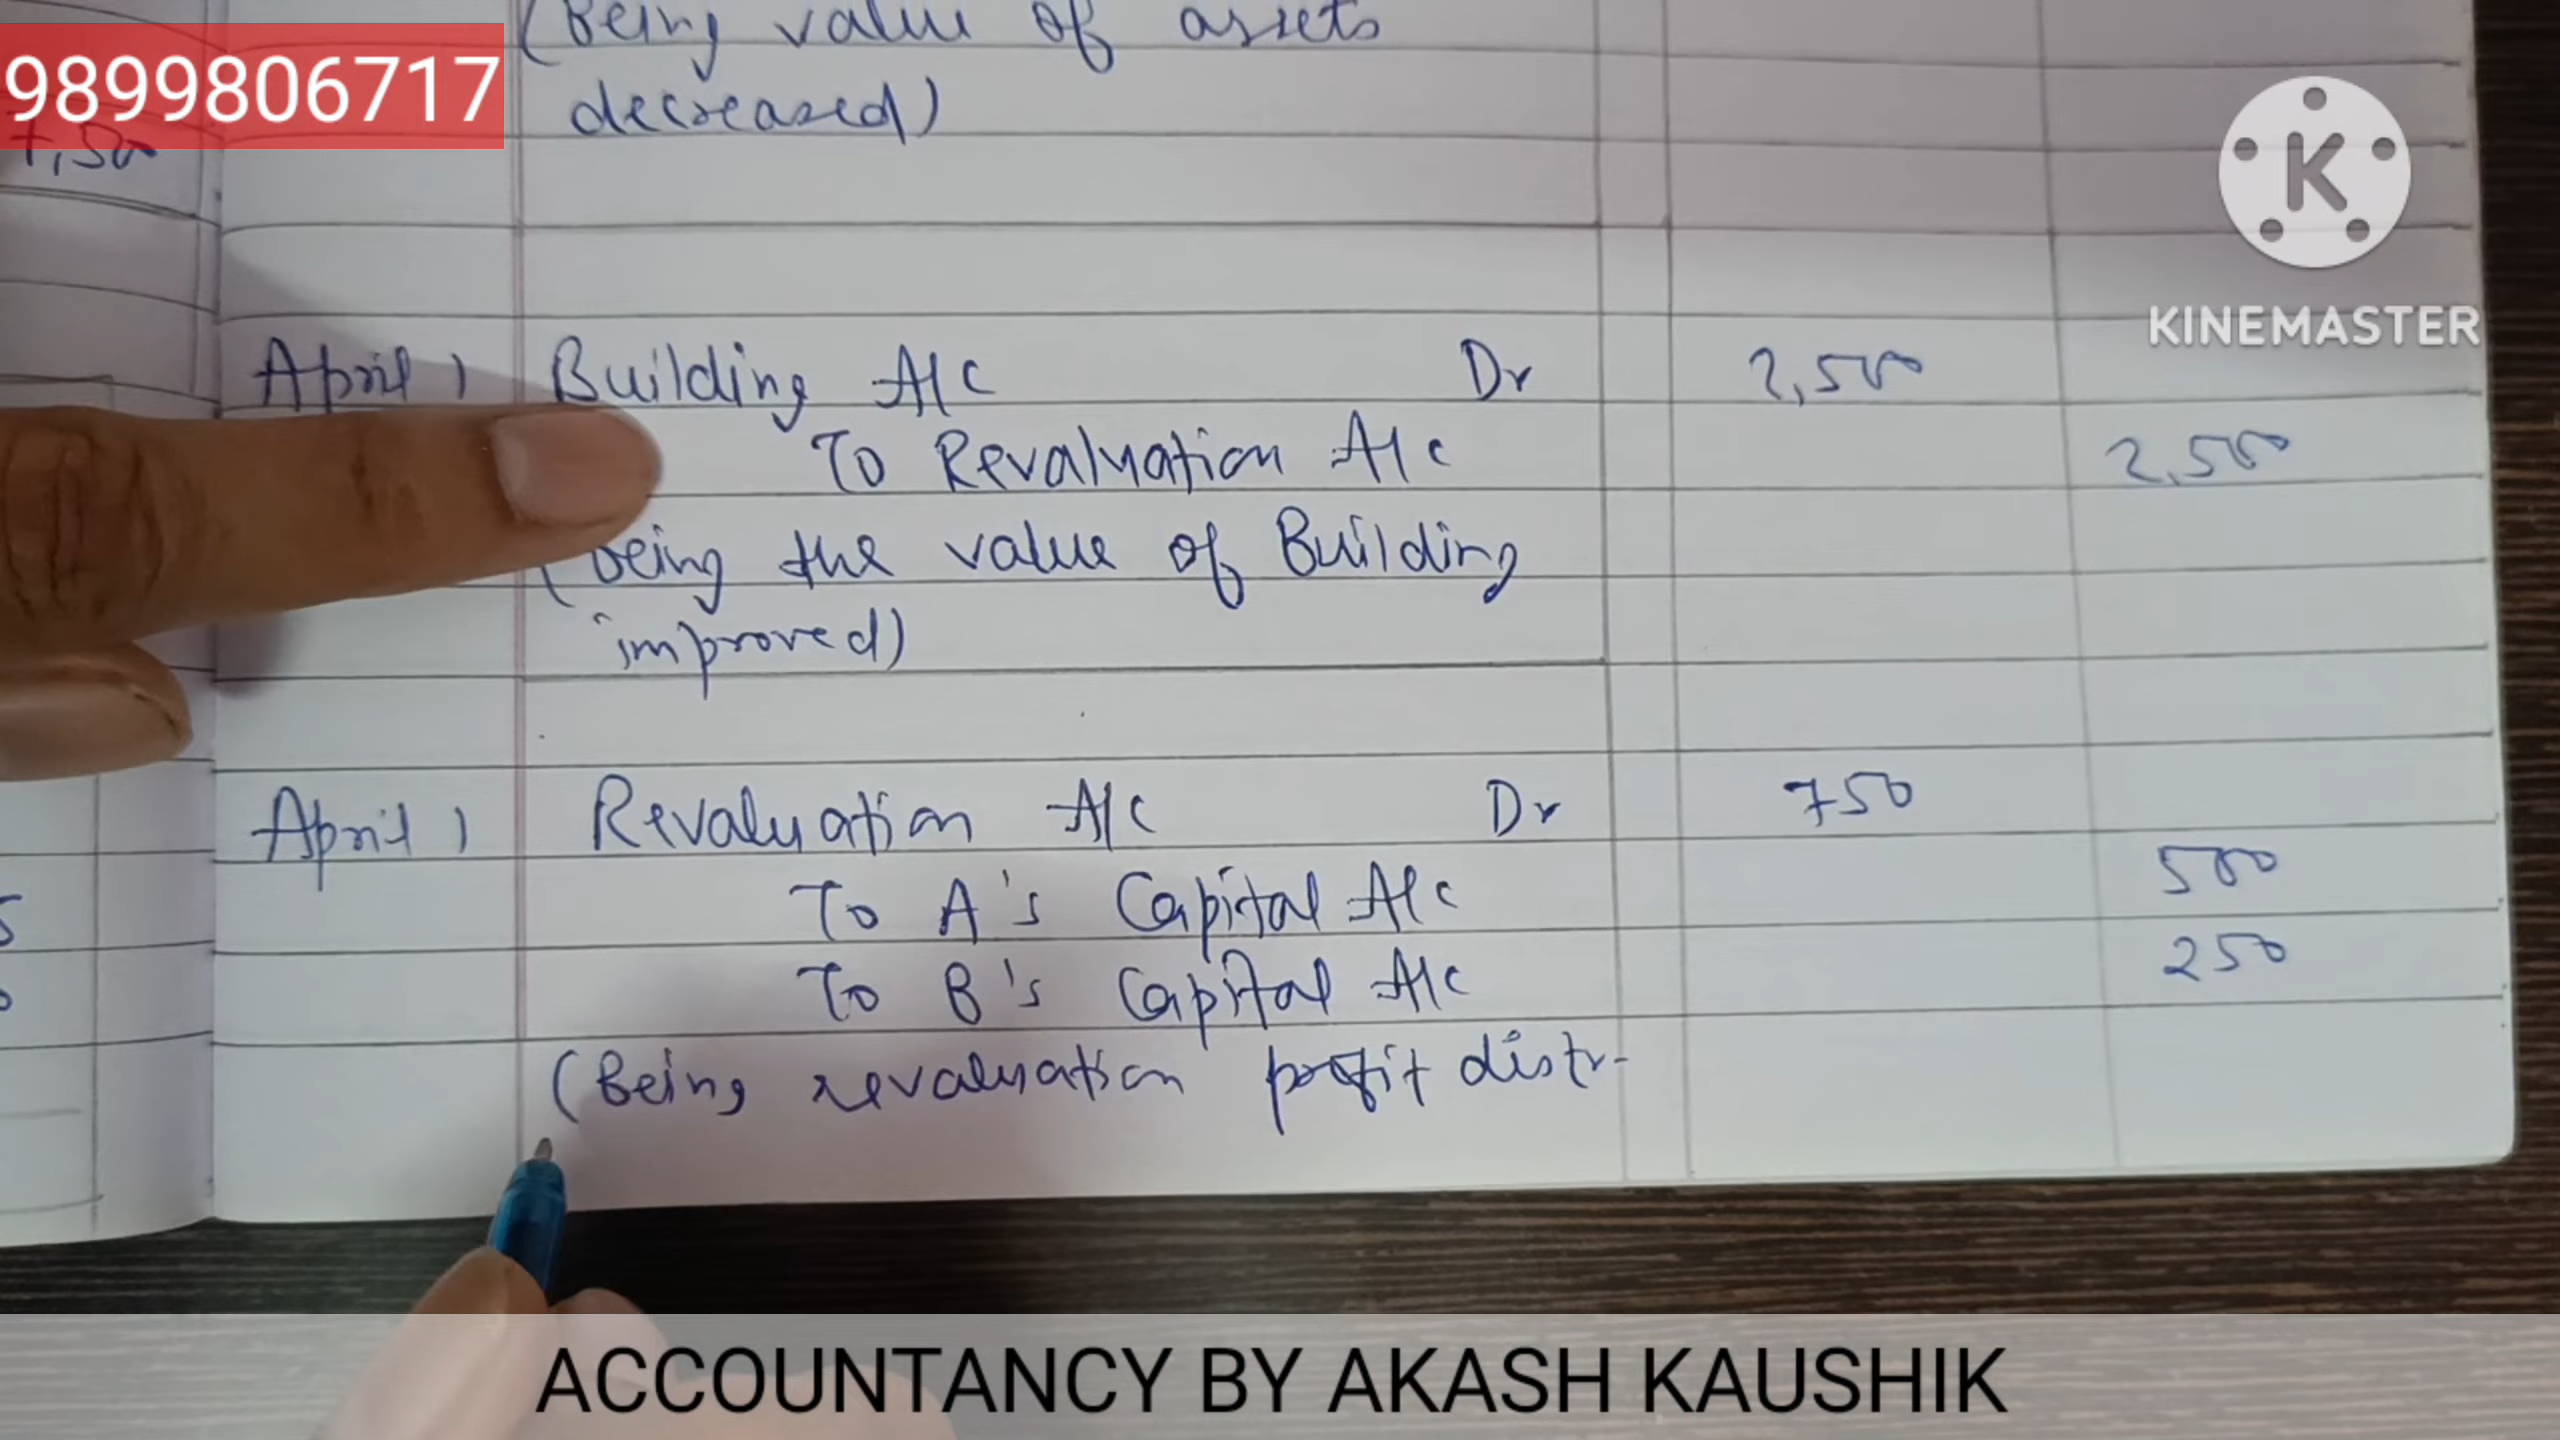 (Being value of assets
9899806717
decreased)
7,500
KINEMASTER
April 1 Building A/c Dr 2,500
To Revaluation A/c 2,500
(Being the value of Building
improved)
April 1 Revaluation A/c Dr 750
To A's Capital A/c 500
To B's Capital A/c 250
(Being revaluation profit distr-
ACCOUNTANCY BY AKASH KAUSHIK